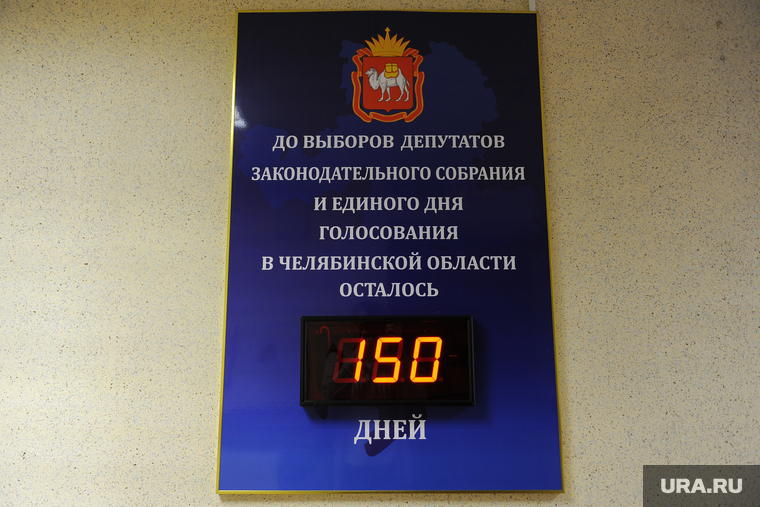 ДО ВЫБОРОВ ДЕПУТАТОВ
ЗАКОНОДАТЕЛЬНОГО СОБРАНИЯ
И ЕДИНОГО ДНЯ
ГОЛОСОВАНИЯ
В ЧЕЛЯБИНСКОЙ ОБЛАСТИ
ОСТАЛОСЬ
150
ДНЕЙ
URA.RU